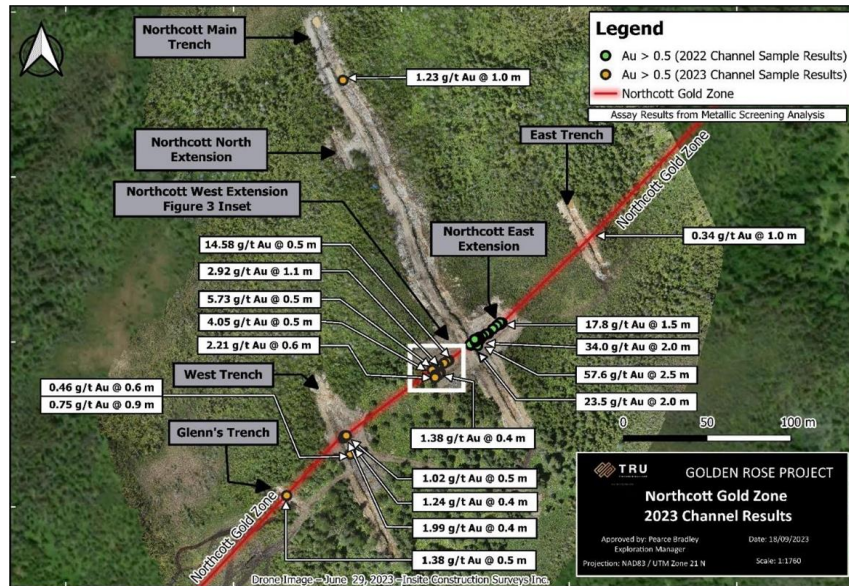 Northcott Main
Trench
1.23 g/t Au @ 1.0 m
Legend
Au > 0.5 (2022 Channel Sample Results)
Au > 0.5 (2023 Channel Sample Results)
Northcott Gold Zone
Assay Results from Metallic Screening Analysis
Northcott North
Extension
East Trench
Northcott Gold Zone
Northcott West Extension
Figure 3 Inset
Northcott East
Extension
0.34 g/t Au @ 1.0 m
14.58 g/t Au @ 0.5 m
2.92 g/t Au @ 1.1 m
5.73 g/t Au @ 0.5 m
4.05 g/t Au @ 0.5 m
2.21 g/t Au @ 0.6 m
17.8 g/t Au @ 1.5 m
34.0 g/t Au @ 2.0 m
57.6 g/t Au @ 2.5 m
23.5 g/t Au @ 2.0 m
West Trench
0.46 g/t Au @ 0.6 m
0.75 g/t Au @ 0.9 m
Glenn's Trench
1.38 g/t Au @ 0.4 m
1.02 g/t Au @ 0.5 m
1.24 g/t Au @ 0.4 m
1.99 g/t Au @ 0.4 m
1.38 g/t Au @ 0.5 m
0 50 100 m
Northcott Gold Zone
TRU
GOLDEN ROSE PROJECT
Northcott Gold Zone
2023 Channel Results
Approved by: Pearce Bradley
Exploration Manager
Date: 18/09/2023
Projection: NAD83 / UTM Zone 21 N
Scale: 1:1760
Drone Image – June 29, 2023 –Insite Construction Surveys Inc.